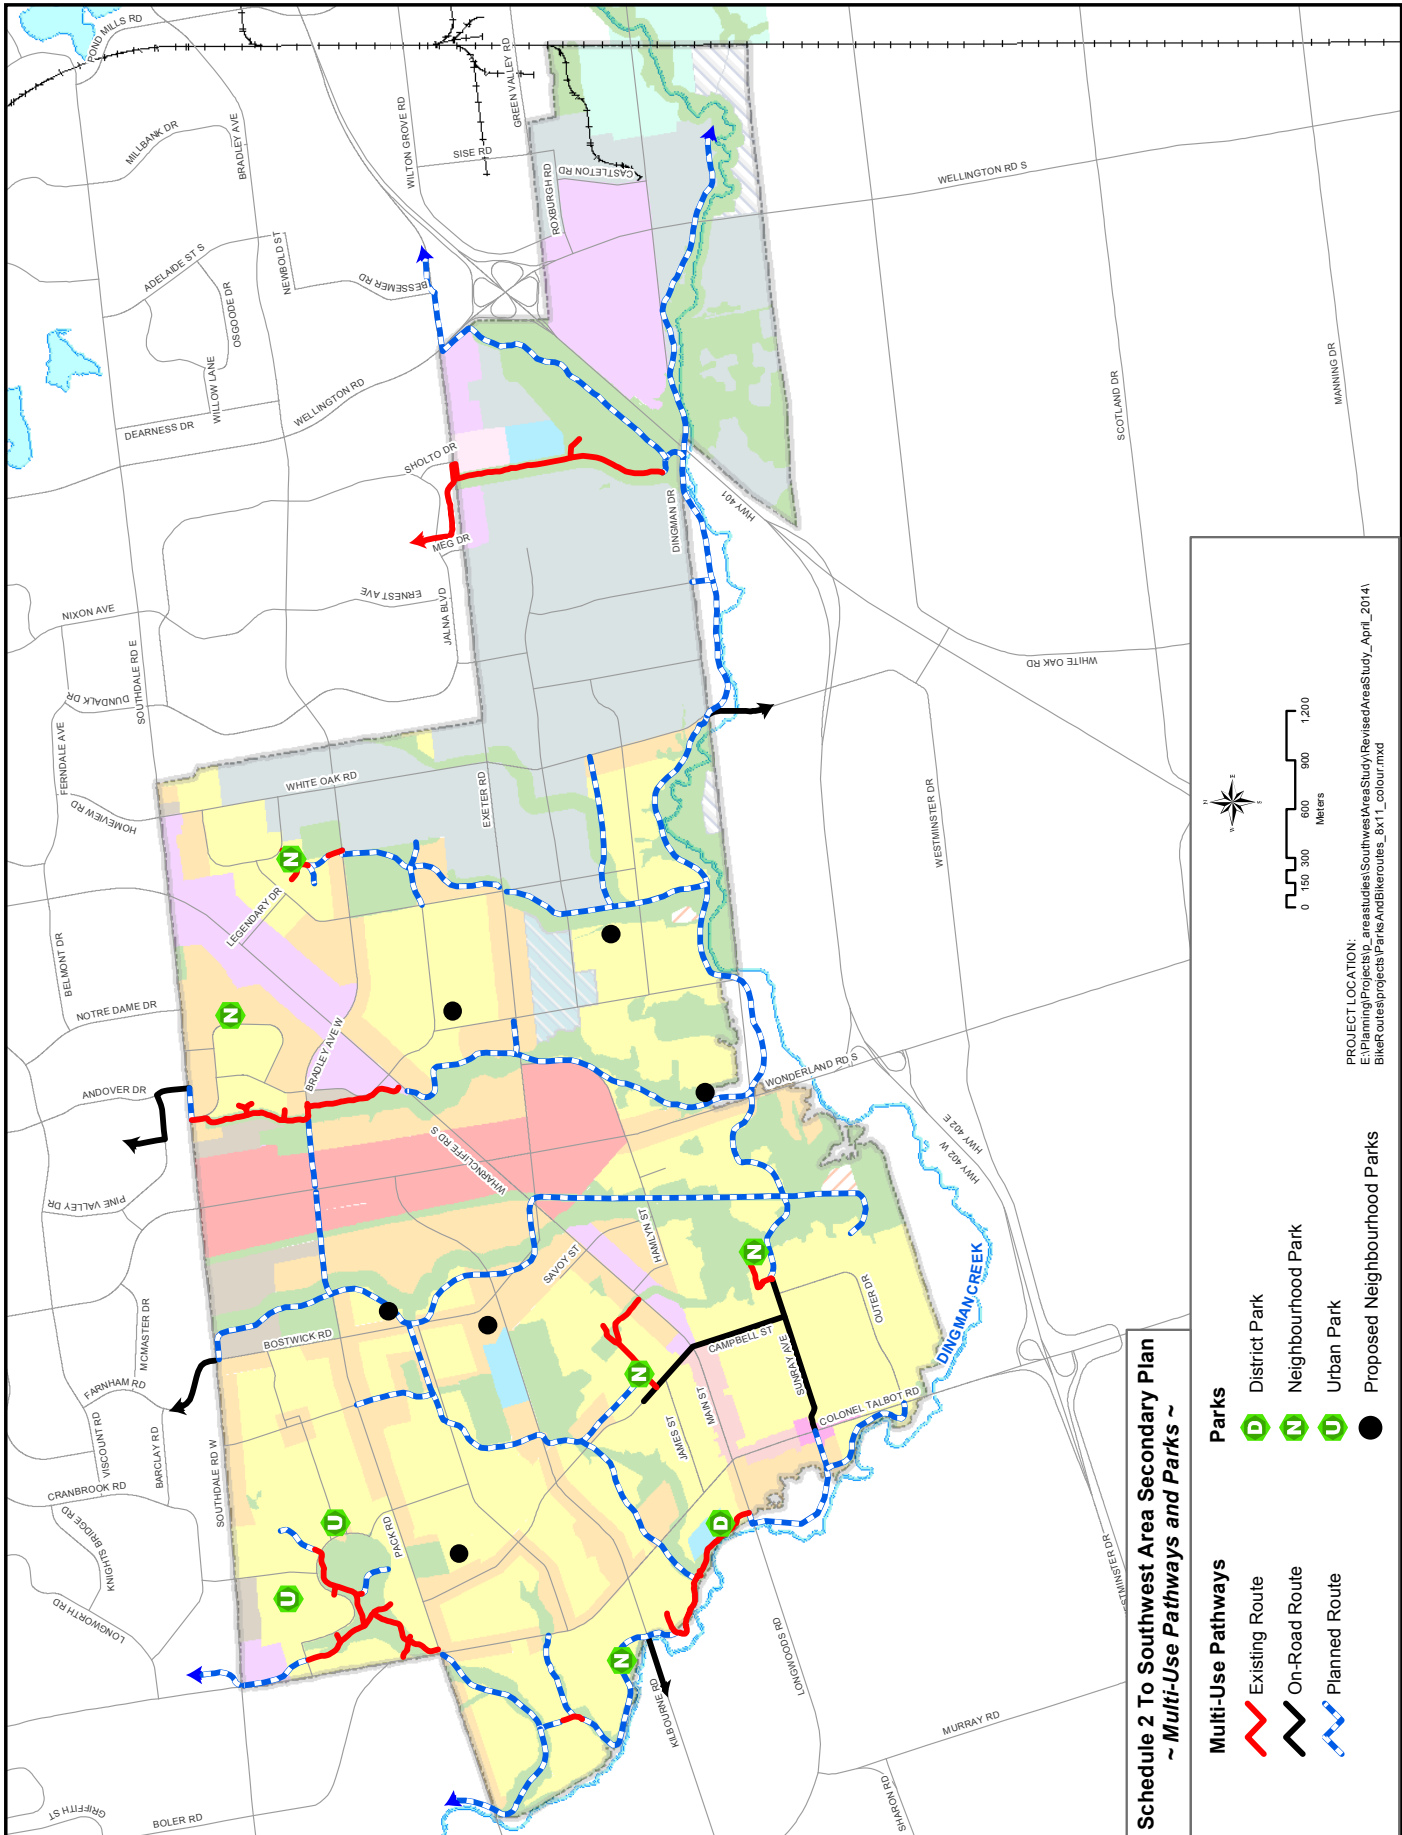 POND MILLS RD
MILLBANK DR
BRADLEY AVE
WILTON GROVE RD
GREEN VALLEY RD
SISE RD
ROXBURGH RD
CASTLETON RD
WELLINGTON RD S
ADELAIDE ST S
OSGOODE DR
NEWBOLD ST
BESSEMER RD
WILLOW LANE
DEARNESS DR
WELLINGTON RD
SHOLTO DR
MEG DR
DINGMAN DR
HWY 401
SCOTLAND DR
MANNING DR
NIXON AVE
ERNEST AVE
JALNA BLVD
SOUTHDALE RD E
DUNDALK DR
FERNDALE AVE
HOMEVIEW RD
WHITE OAK RD
EXETER RD
WHITE OAK RD
WESTMINSTER DR
BELMONT DR
LEGENDARY DR
N
NOTRE DAME DR
N
ANDOVER DR
BRADLEY AVE W
WONDERLAND RD S
HWY 402 E
HWY 402 W
PINE VALLEY DR
WHARNCLIFFE RD S
SAVOY ST
HAMLYN ST
N
OUTER DR
DINGMAN CREEK
MCMASTER DR
BOSTWICK RD
FARNHAM RD
CAMPBELL ST
SUNRAY AVE
N
MAIN ST
JAMES ST
COLONEL TALBOT RD
VISCOUNT RD
BARCLAY RD
CRANBROOK RD
SOUTHDALE RD W
KNIGHTS BRIDGE RD
LONGWORTH RD
PACK RD
U
U
D
N
KILBOURNE RD
LONGWOODS RD
MURRAY RD
SHARON RD
BOLER RD
GRIFFITH ST
Schedule 2 To Southwest Area Secondary Plan
~ Multi-Use Pathways and Parks ~
Multi-Use Pathways
Existing Route
On-Road Route
Planned Route
Parks
D District Park
N Neighbourhood Park
U Urban Park
Proposed Neighbourhood Parks
N
E
S
W
0 150 300 600 900 1,200
Meters
PROJECT LOCATION:
E:\Planning\Projects\p_areastudies\SouthwestAreaStudy\RevisedAreaStudy_April_2014\
BikeRoutes\projects\ParksAndBikeroutes_8x11_colour.mxd